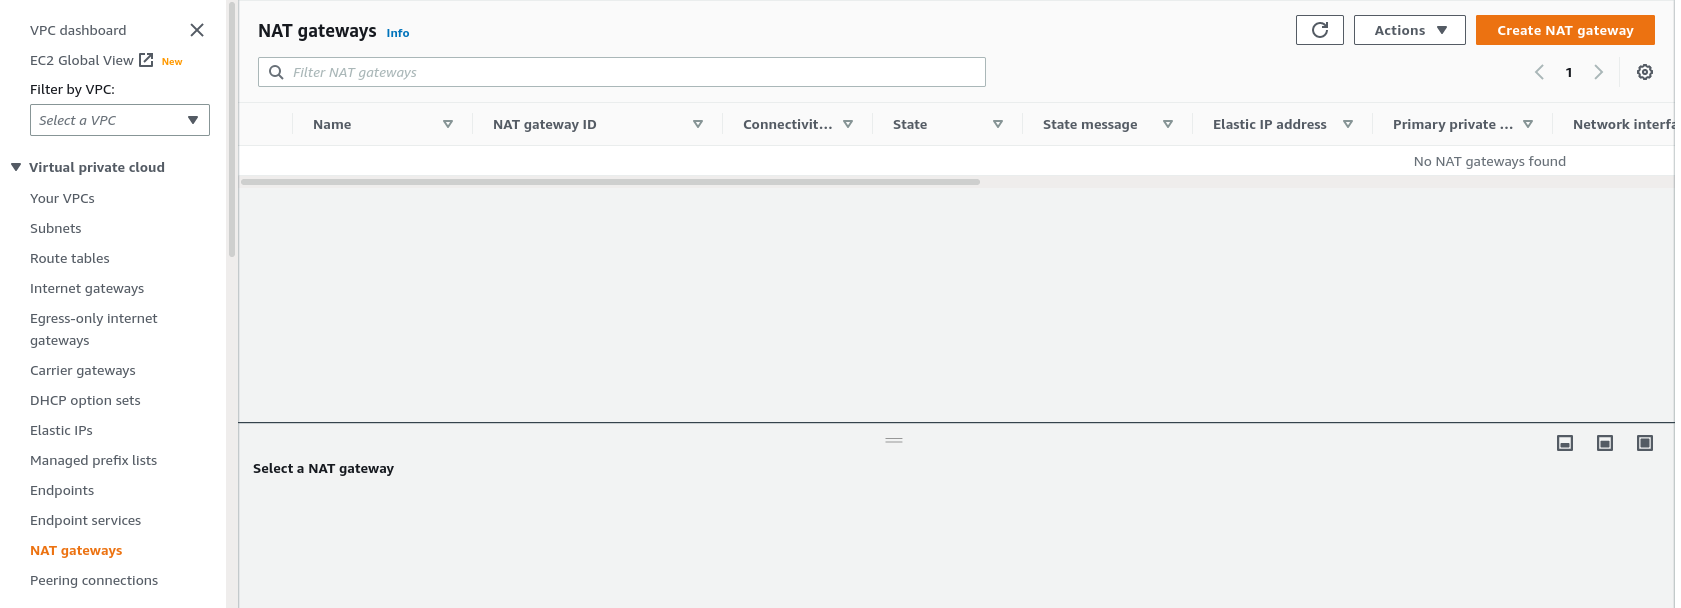 VPC dashboard
EC2 Global View New
Filter by VPC:
Select a VPC
Virtual private cloud
Your VPCs
Subnets
Route tables
Internet gateways
Egress-only internet
gateways
Carrier gateways
DHCP option sets
Elastic IPs
Managed prefix lists
Endpoints
Endpoint services
NAT gateways
Peering connections
NAT gateways Info
Actions
Create NAT gateway
Filter NAT gateways
1
Name NAT gateway ID Connectivit... State State message Elastic IP address Primary private ... Network interfa
No NAT gateways found
Select a NAT gateway